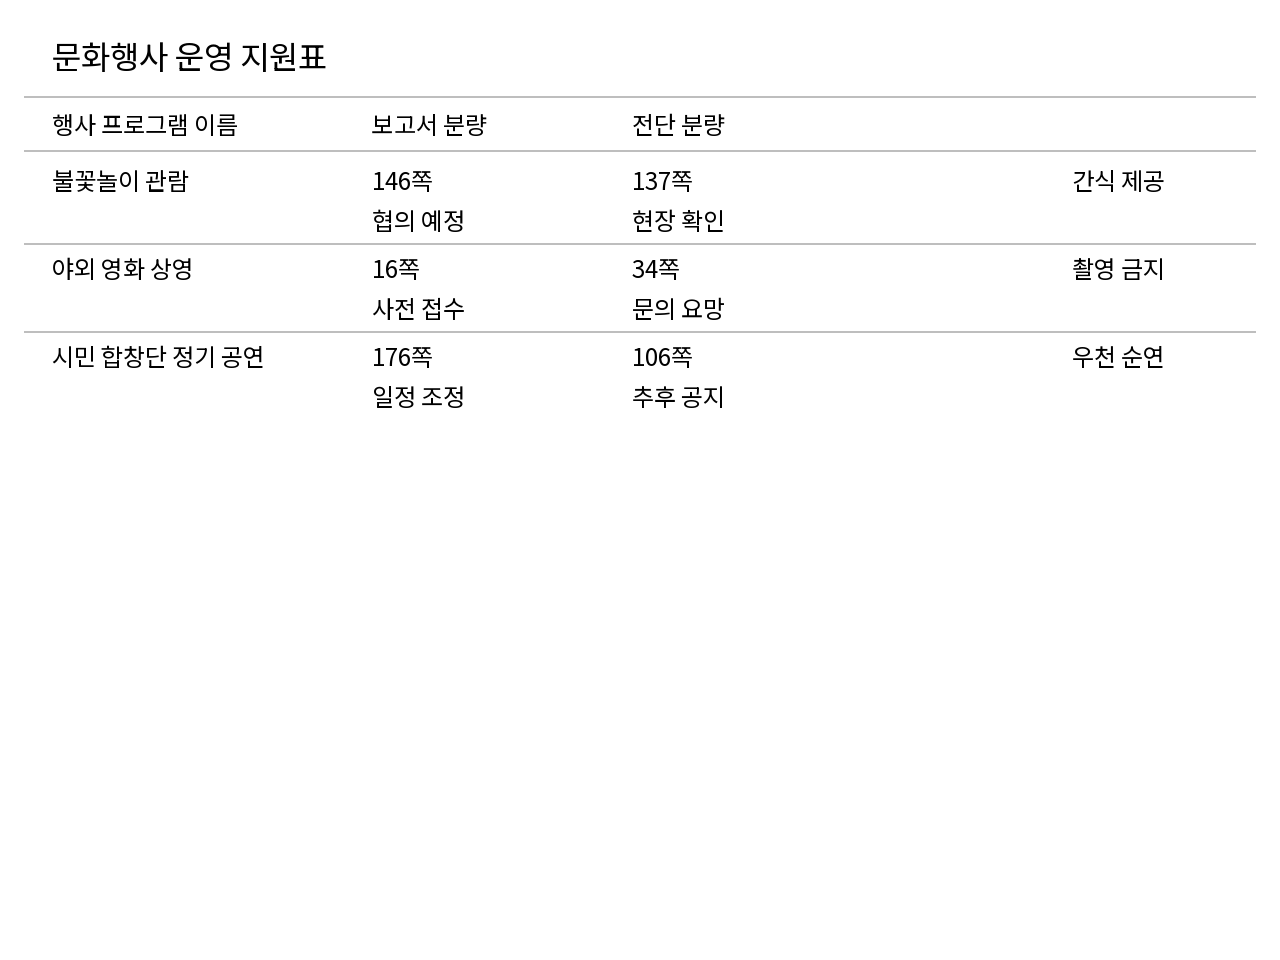 문화행사 운영 지원표
행사 프로그램 이름 보고서 분량 전단 분량
불꽃놀이 관람 146쪽 137쪽 간식 제공
협의 예정 현장 확인
야외 영화 상영 16쪽 34쪽 촬영 금지
사전 접수 문의 요망
시민 합창단 정기 공연 176쪽 106쪽 우천 순연
일정 조정 추후 공지